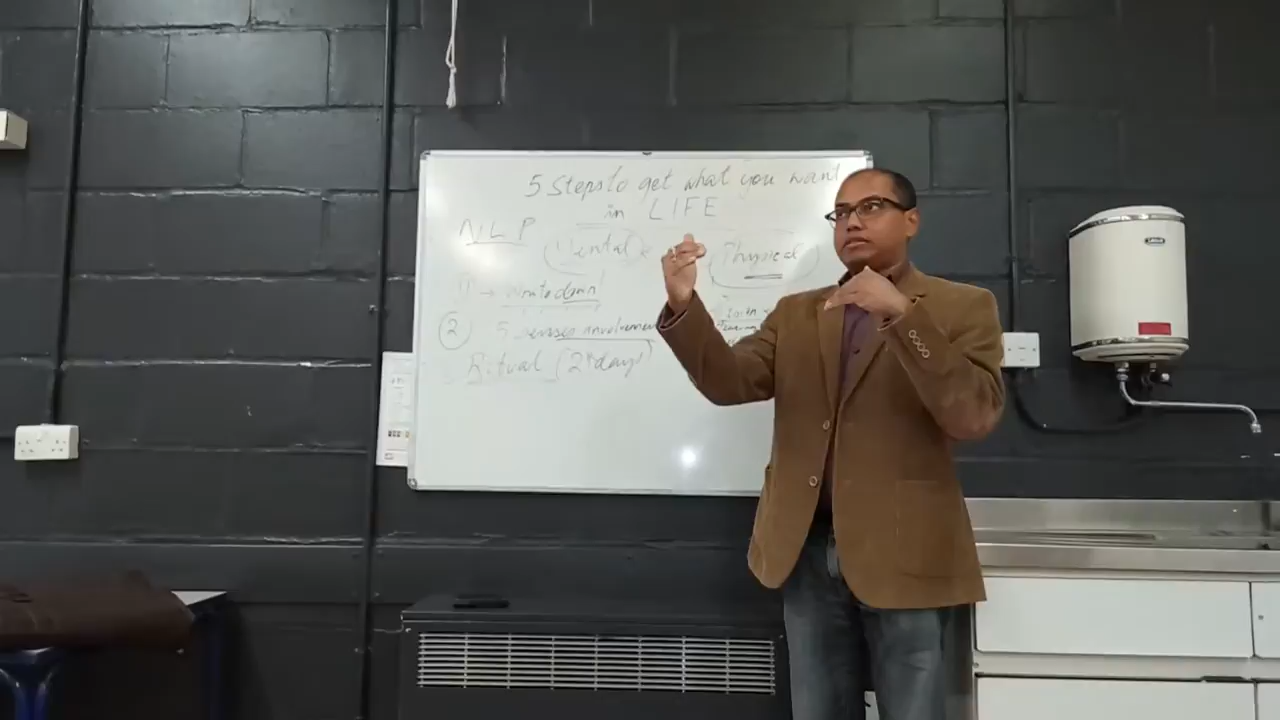 5 Steps to get what you want
in LIFE
N L P
Mental Physical
① → Write down
② 5 senses involvement
Ritual (21 days)